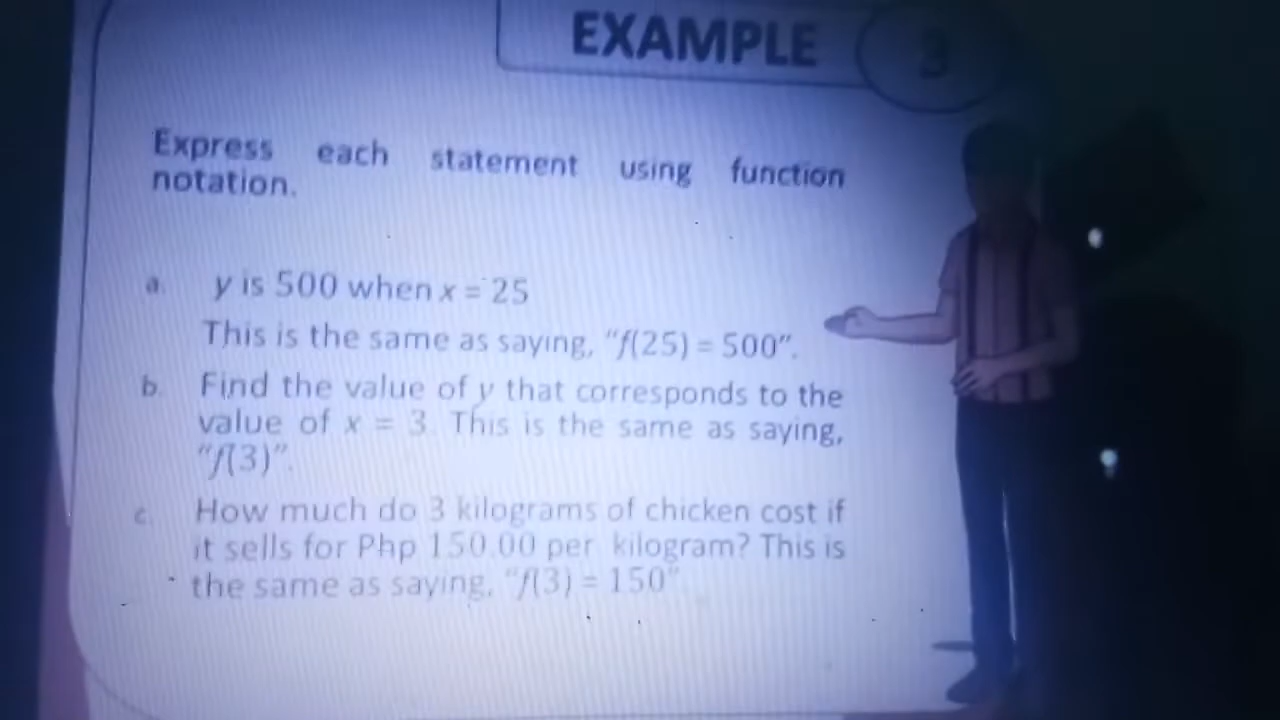 EXAMPLE 3
Express each statement using function
notation.
a. y is 500 when x = 25
This is the same as saying, "f(25) = 500".
b. Find the value of y that corresponds to the
value of x = 3. This is the same as saying,
"f(3)".
c. How much do 3 kilograms of chicken cost if
it sells for Php 150.00 per kilogram? This is
the same as saying, "f(3) = 150"